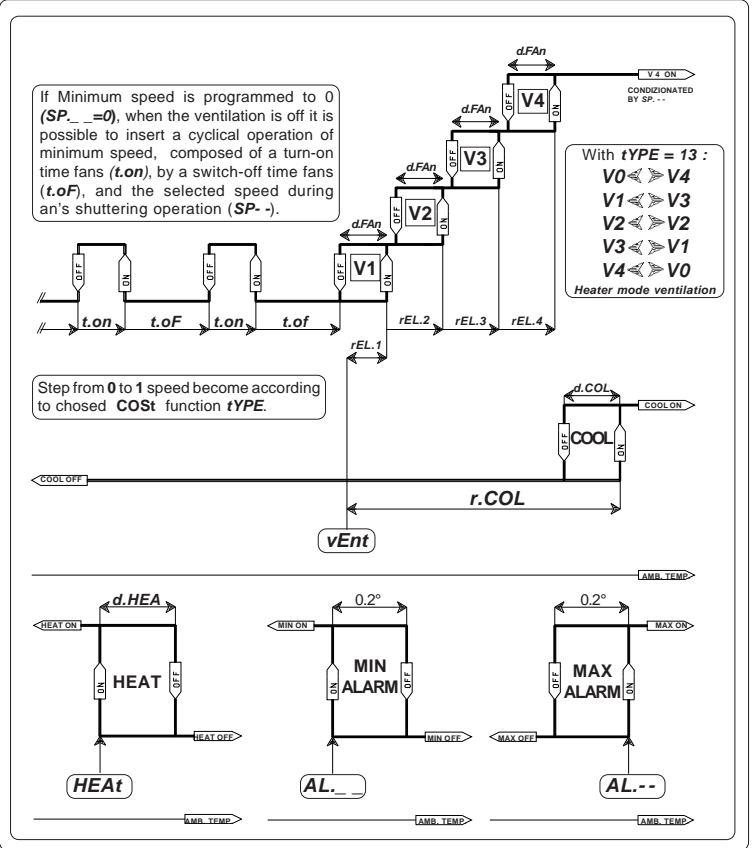 d.FAn
V 4 ON
CONDIZIONATED
BY SP. - -
OFF
V4
ON
If Minimum speed is programmed to 0
(SP._ _=0), when the ventilation is off it is
possible to insert a cyclical operation of
minimum speed, composed of a turn-on
time fans (t.on), by a switch-off time fans
(t.oF), and the selected speed during
an's shuttering operation (SP- -).
d.FAn
OFF
V3
ON
d.FAn
OFF
V2
ON
d.FAn
OFF
V1
ON
With tYPE = 13 :
V0 V4
V1 V3
V2 V2
V3 V1
V4 V0
Heater mode ventilation
OFF
ON
OFF
ON
t.on
t.oF
t.on
t.of
rEL.2
rEL.3
rEL.4
rEL.1
Step from 0 to 1 speed become according
to chosed COSt function tYPE.
d.COL
COOL ON
OFF
COOL
ON
COOL OFF
r.COL
vEnt
AMB. TEMP
d.HEA
HEAT ON
ON
HEAT
OFF
HEAT OFF
HEAt
AMB. TEMP
0.2°
MIN ON
ON
MIN
ALARM
OFF
MIN OFF
AL._ _
AMB. TEMP
0.2°
MAX ON
OFF
MAX
ALARM
ON
MAX OFF
AL.- -
AMB. TEMP